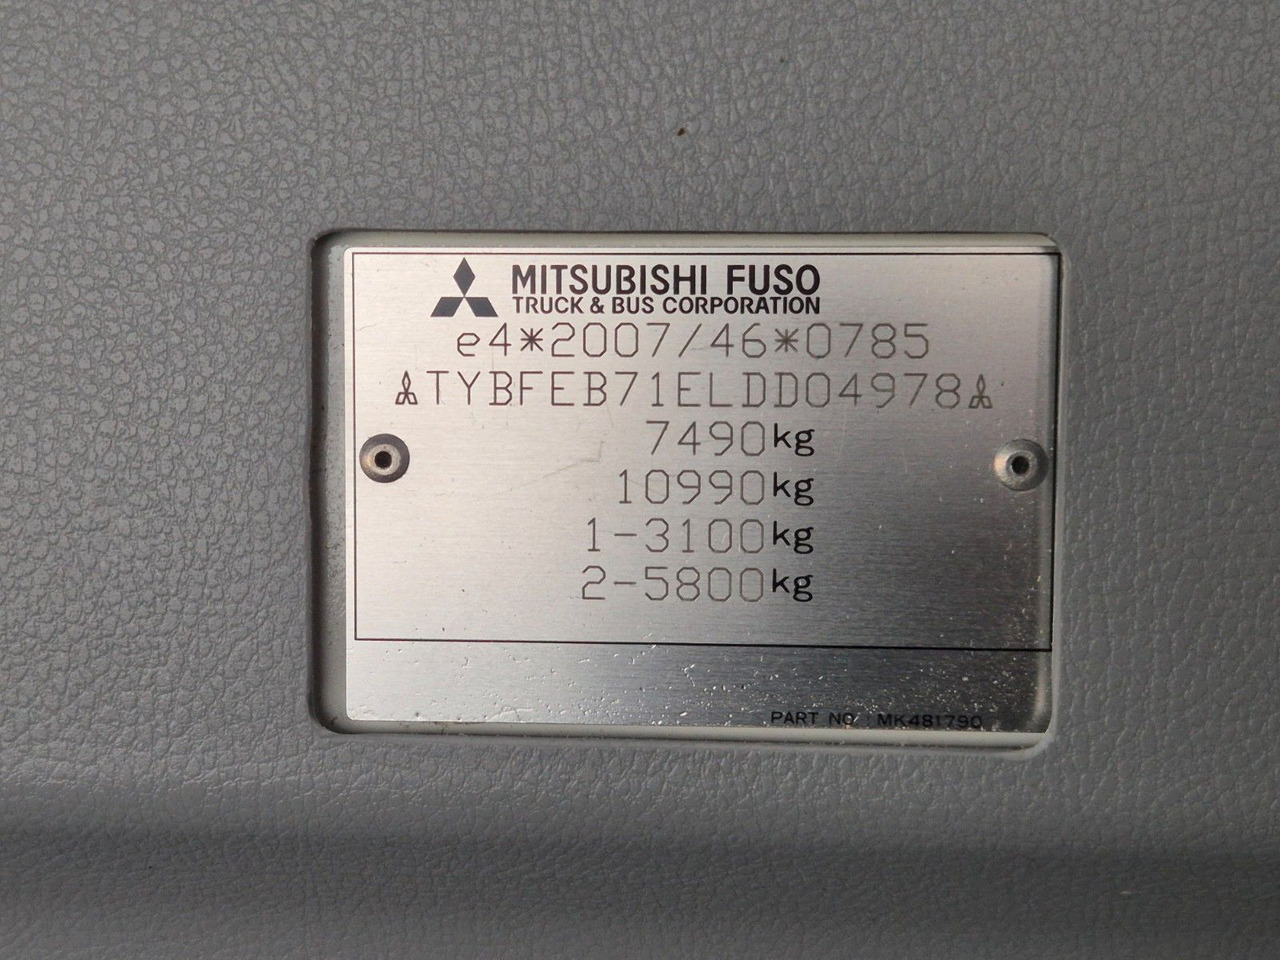 MITSUBISHI FUSO
TRUCK & BUS CORPORATION
e4*2007/46*0785
TYBFEB71ELDD04978
7490kg
10990kg
1-3100kg
2-5800kg
PART NO. MK481790